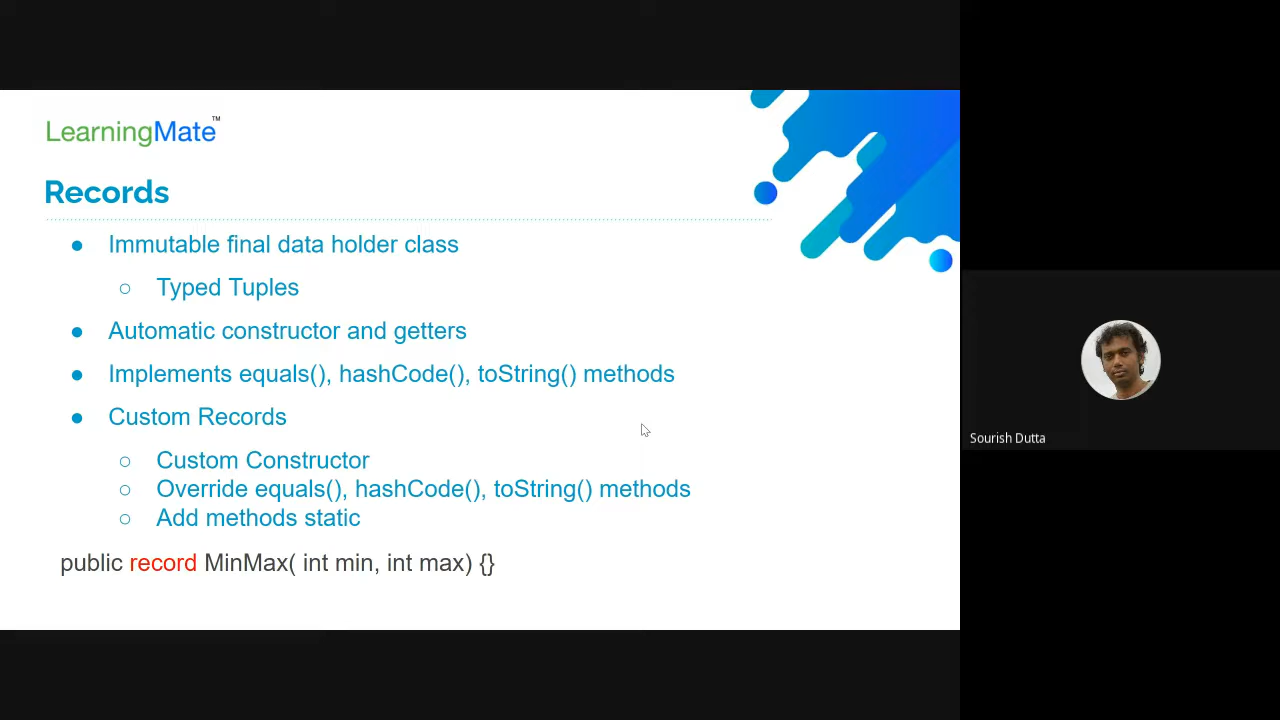 LearningMate™
Records
● Immutable final data holder class
○ Typed Tuples
● Automatic constructor and getters
● Implements equals(), hashCode(), toString() methods
● Custom Records
○ Custom Constructor
○ Override equals(), hashCode(), toString() methods
○ Add methods static
public record MinMax( int min, int max) {}
Sourish Dutta